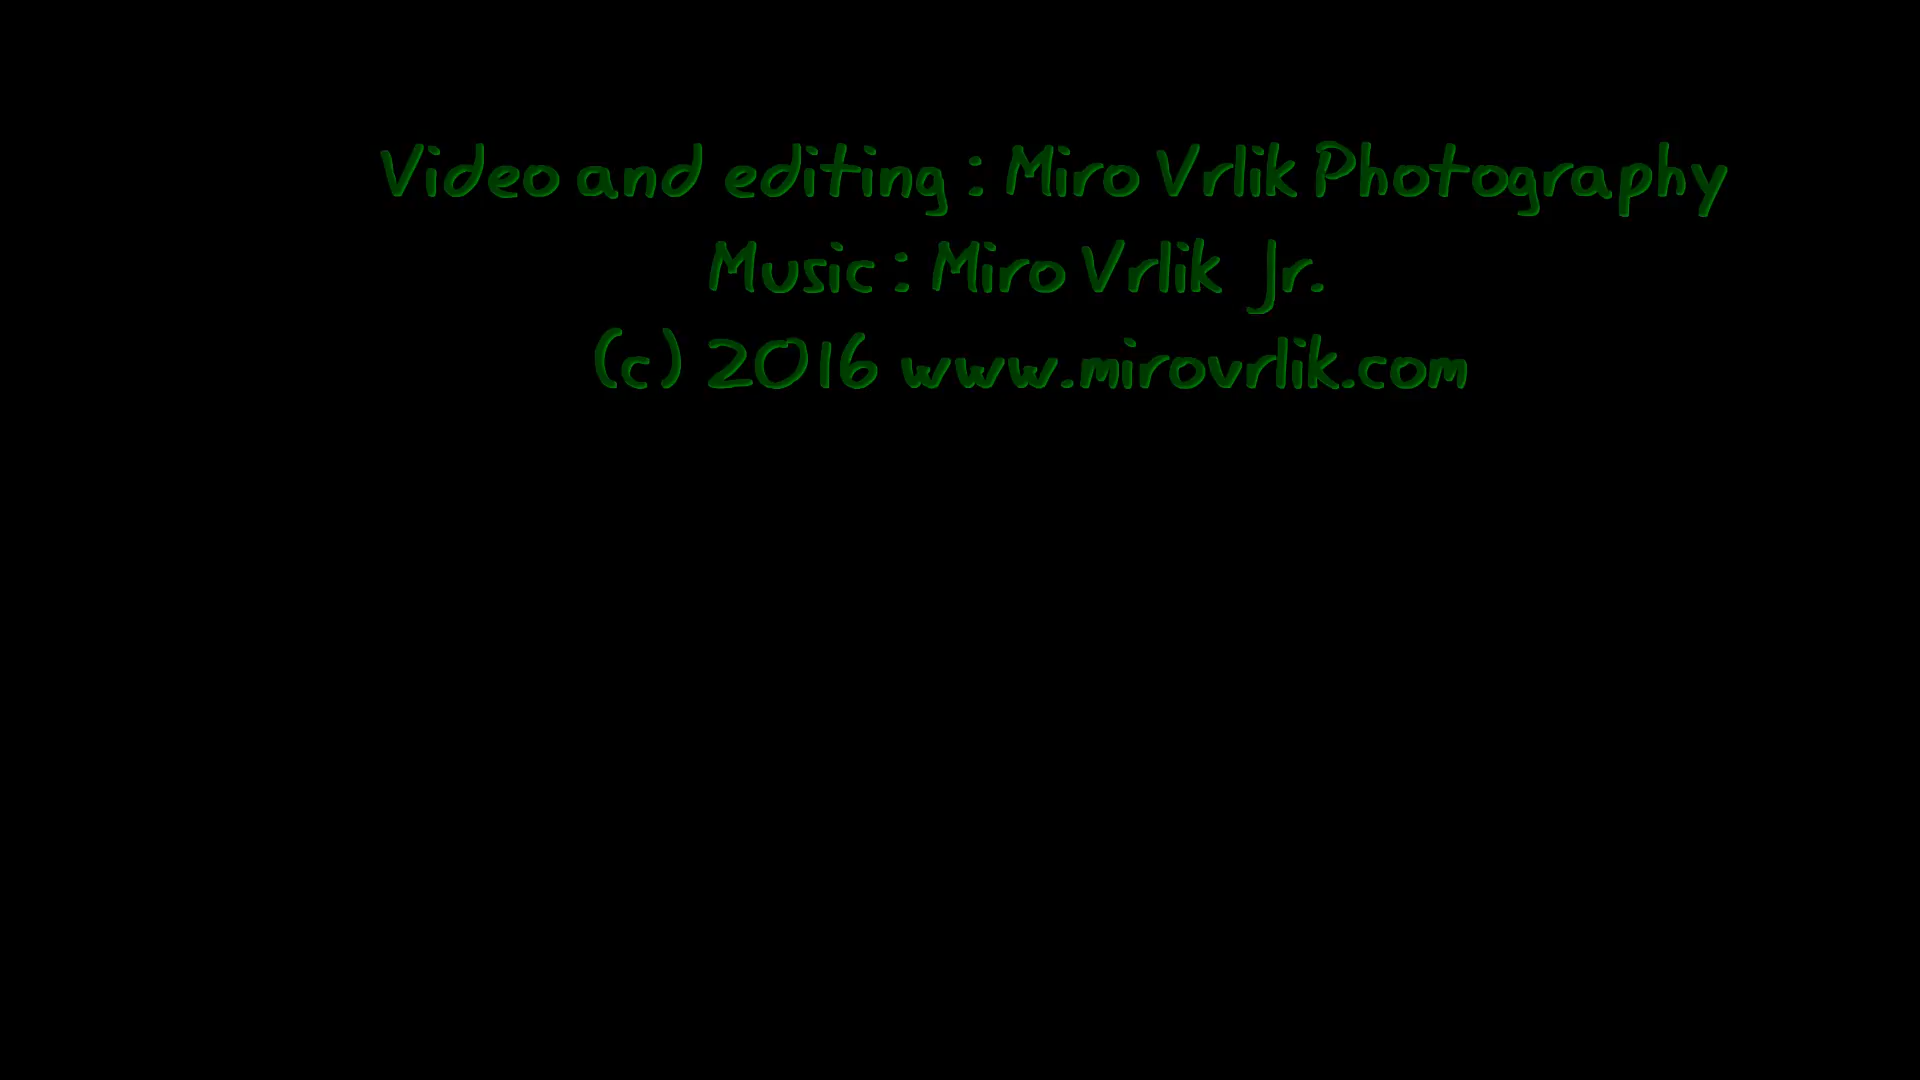 Video and editing : Miro Vrlik Photography
Music : Miro Vrlik Jr.
(c) 2016 www.mirovrlik.com